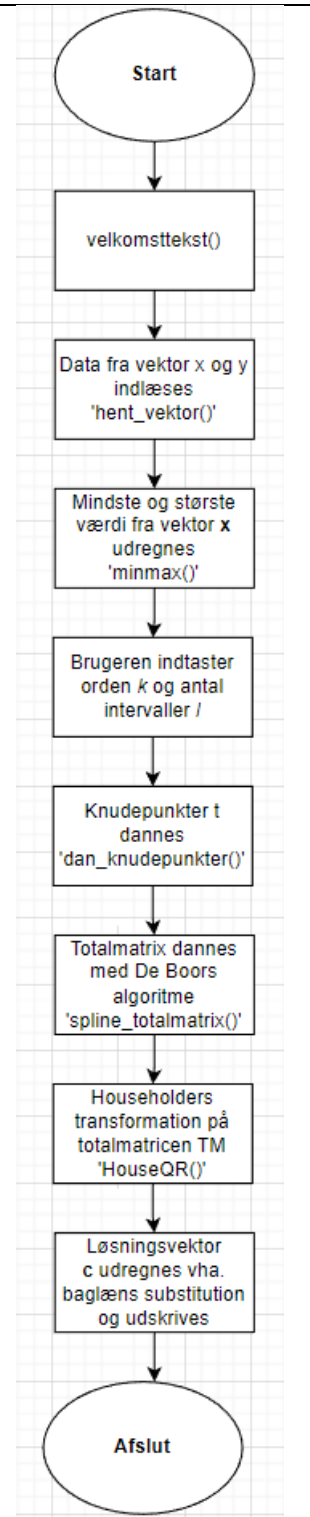 Start
velkomsttekst()
Data fra vektor x og y
indlæses
'hent_vektor()'
Mindste og største
værdi fra vektor x
udregnes
'minmax()'
Brugeren indtaster
orden k og antal
intervaller l
Knudepunkter t
dannes
'dan_knudepunkter()'
Totalmatrix dannes
med De Boors
algoritme
'spline_totalmatrix()'
Householders
transformation på
totalmatricen TM
'HouseQR()'
Løsningsvektor
c udregnes vha.
baglæns substitution
og udskrives
Afslut